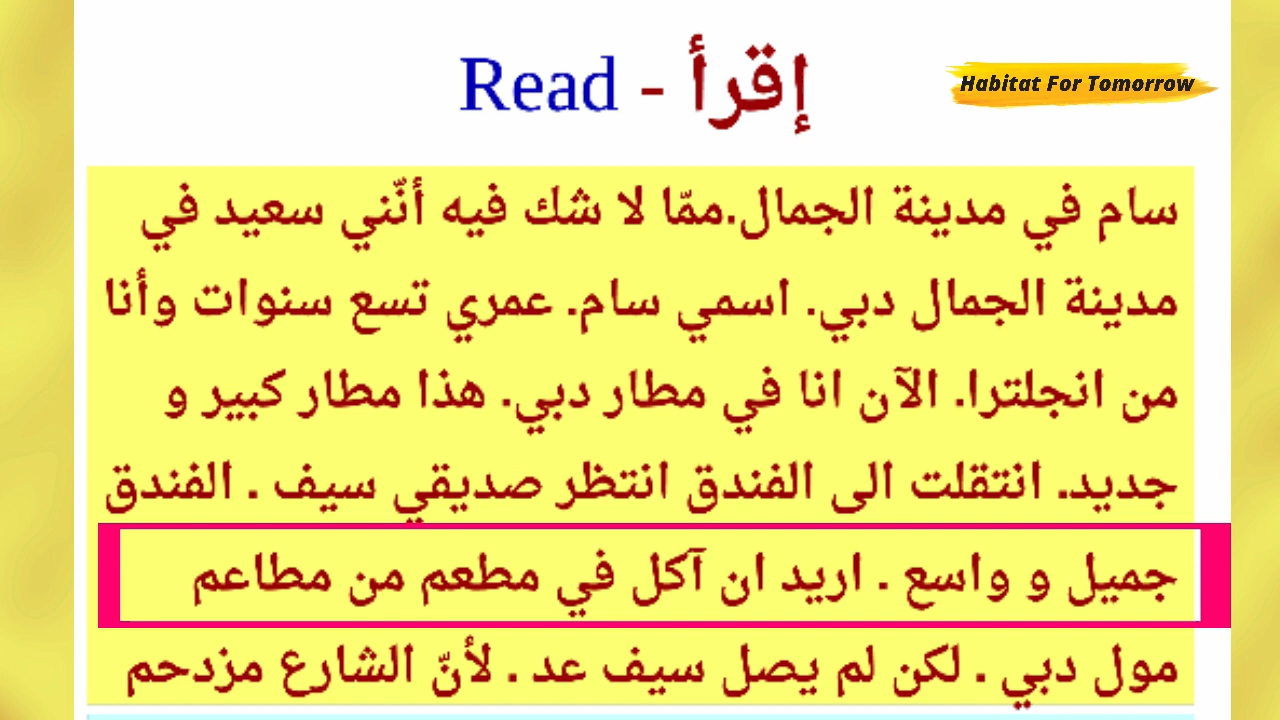 إقرأ - Read
Habitat For Tomorrow
سام في مدينة الجمال.ممّا لا شك فيه أنّني سعيد في
مدينة الجمال دبي. اسمي سام. عمري تسع سنوات وأنا
من انجلترا. الآن انا في مطار دبي. هذا مطار كبير و
جديد. انتقلت الى الفندق انتظر صديقي سيف . الفندق
جميل و واسع . اريد ان آكل في مطعم من مطاعم
مول دبي . لكن لم يصل سيف عد . لأنّ الشارع مزدحم